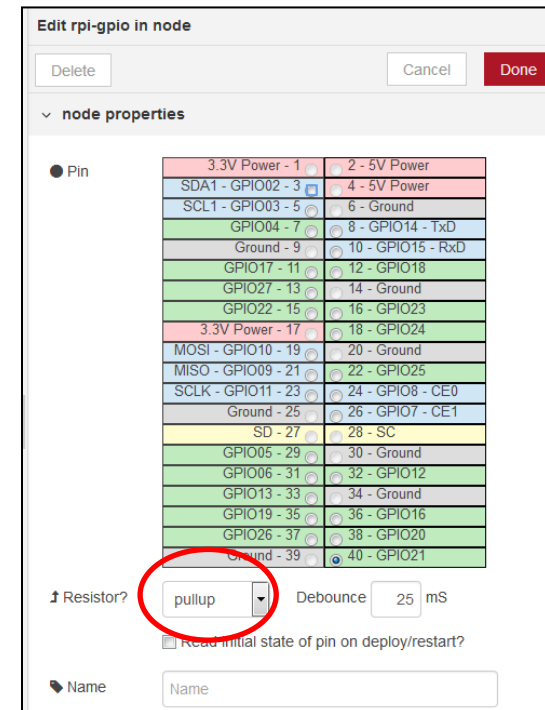 Edit rpi-gpio in node
Delete Cancel Done
node properties
Pin
3.3V Power - 1 2 - 5V Power
SDA1 - GPIO02 - 3 4 - 5V Power
SCL1 - GPIO03 - 5 6 - Ground
GPIO04 - 7 8 - GPIO14 - TxD
Ground - 9 10 - GPIO15 - RxD
GPIO17 - 11 12 - GPIO18
GPIO27 - 13 14 - Ground
GPIO22 - 15 16 - GPIO23
3.3V Power - 17 18 - GPIO24
MOSI - GPIO10 - 19 20 - Ground
MISO - GPIO09 - 21 22 - GPIO25
SCLK - GPIO11 - 23 24 - GPIO8 - CE0
Ground - 25 26 - GPIO7 - CE1
SD - 27 28 - SC
GPIO05 - 29 30 - Ground
GPIO06 - 31 32 - GPIO12
GPIO13 - 33 34 - Ground
GPIO19 - 35 36 - GPIO16
GPIO26 - 37 38 - GPIO20
Ground - 39 40 - GPIO21
Resistor? pullup Debounce 25 mS
Read initial state of pin on deploy/restart?
Name Name